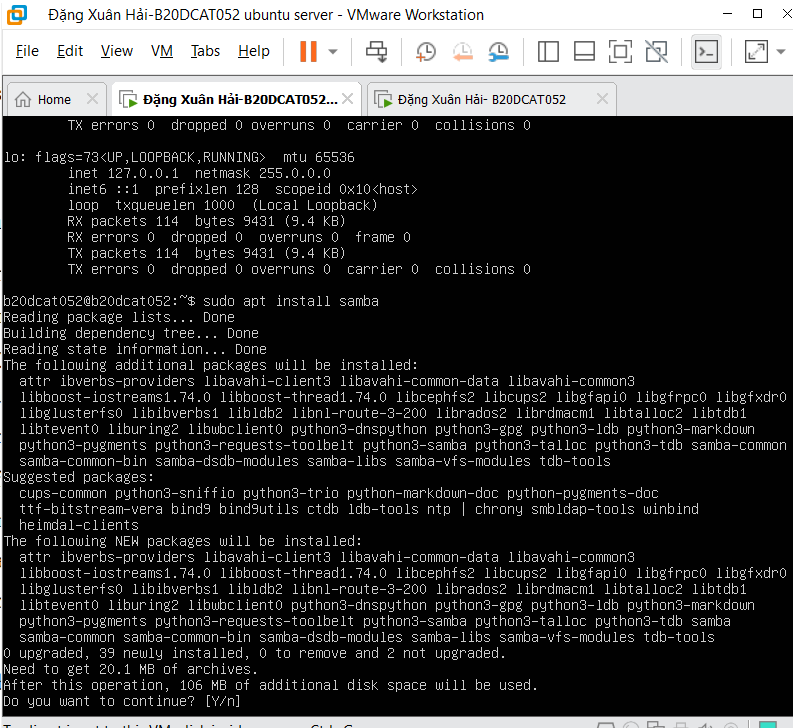 Đặng Xuân Hải-B20DCAT052 ubuntu server - VMware Workstation
File Edit View VM Tabs Help
Home Đặng Xuân Hải-B20DCAT052... Đặng Xuân Hải- B20DCAT052
TX errors 0 dropped 0 overruns 0 carrier 0 collisions 0
lo: flags=73<UP,LOOPBACK,RUNNING> mtu 65536
inet 127.0.0.1 netmask 255.0.0.0
inet6 ::1 prefixlen 128 scopeid 0x10<host>
loop txqueuelen 1000 (Local Loopback)
RX packets 114 bytes 9431 (9.4 KB)
RX errors 0 dropped 0 overruns 0 frame 0
TX packets 114 bytes 9431 (9.4 KB)
TX errors 0 dropped 0 overruns 0 carrier 0 collisions 0
b20dcat052@b20dcat052:~$ sudo apt install samba
Reading package lists... Done
Building dependency tree... Done
Reading state information... Done
The following additional packages will be installed:
attr ibverbs-providers libavahi-client3 libavahi-common-data libavahi-common3
libboost-iostreams1.74.0 libboost-thread1.74.0 libcephfs2 libcups2 libgfapi0 libgfrpc0 libgfxdr0
libglusterfs0 libibverbs1 libldb2 libnl-route-3-200 librados2 librdmacm1 libtalloc2 libtdb1
libtevent0 liburing2 libwbclient0 python3-dnspython python3-gpg python3-ldb python3-markdown
python3-pygments python3-requests-toolbelt python3-samba python3-talloc python3-tdb samba-common
samba-common-bin samba-dsdb-modules samba-libs samba-vfs-modules tdb-tools
Suggested packages:
cups-common python3-sniffio python3-trio python-markdown-doc python-pygments-doc
ttf-bitstream-vera bind9 bind9utils ctdb ldb-tools ntp | chrony smbldap-tools winbind
heimdal-clients
The following NEW packages will be installed:
attr ibverbs-providers libavahi-client3 libavahi-common-data libavahi-common3
libboost-iostreams1.74.0 libboost-thread1.74.0 libcephfs2 libcups2 libgfapi0 libgfrpc0 libgfxdr0
libglusterfs0 libibverbs1 libldb2 libnl-route-3-200 librados2 librdmacm1 libtalloc2 libtdb1
libtevent0 liburing2 libwbclient0 python3-dnspython python3-gpg python3-ldb python3-markdown
python3-pygments python3-requests-toolbelt python3-samba python3-talloc python3-tdb samba
samba-common samba-common-bin samba-dsdb-modules samba-libs samba-vfs-modules tdb-tools
0 upgraded, 39 newly installed, 0 to remove and 2 not upgraded.
Need to get 20.1 MB of archives.
After this operation, 106 MB of additional disk space will be used.
Do you want to continue? [Y/n]